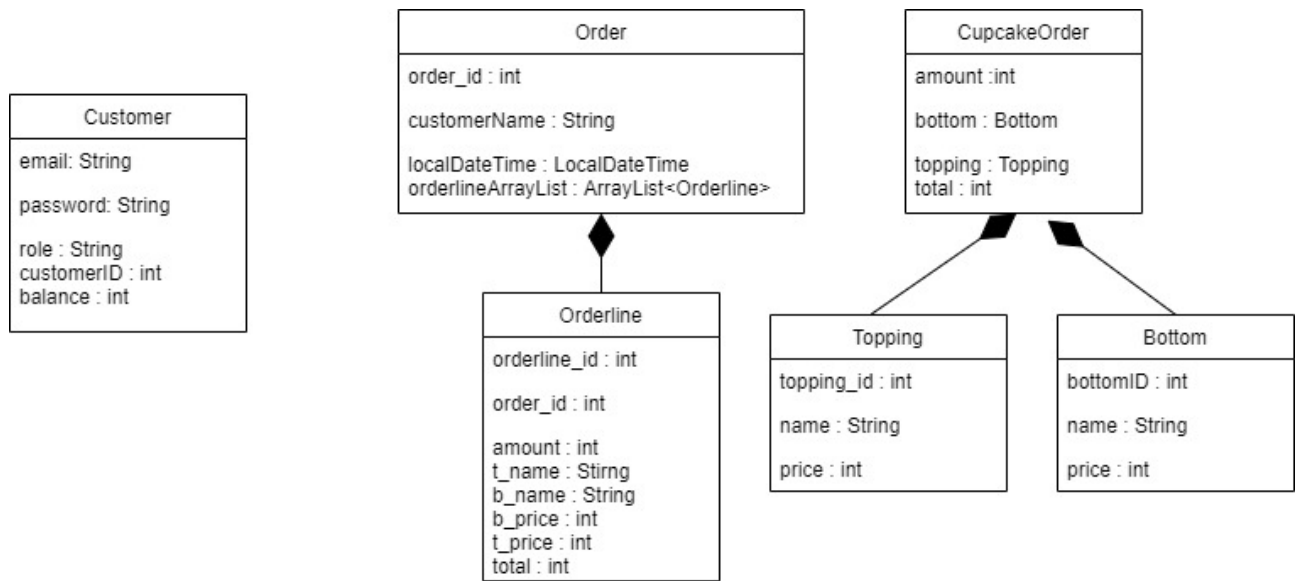 Customer
email: String
password: String
role : String
customerID : int
balance : int
Order
order_id : int
customerName : String
localDateTime : LocalDateTime
orderlineArrayList : ArrayList<Orderline>
Orderline
orderline_id : int
order_id : int
amount : int
t_name : Stirng
b_name : String
b_price : int
t_price : int
total : int
CupcakeOrder
amount :int
bottom : Bottom
topping : Topping
total : int
Topping
topping_id : int
name : String
price : int
Bottom
bottomID : int
name : String
price : int